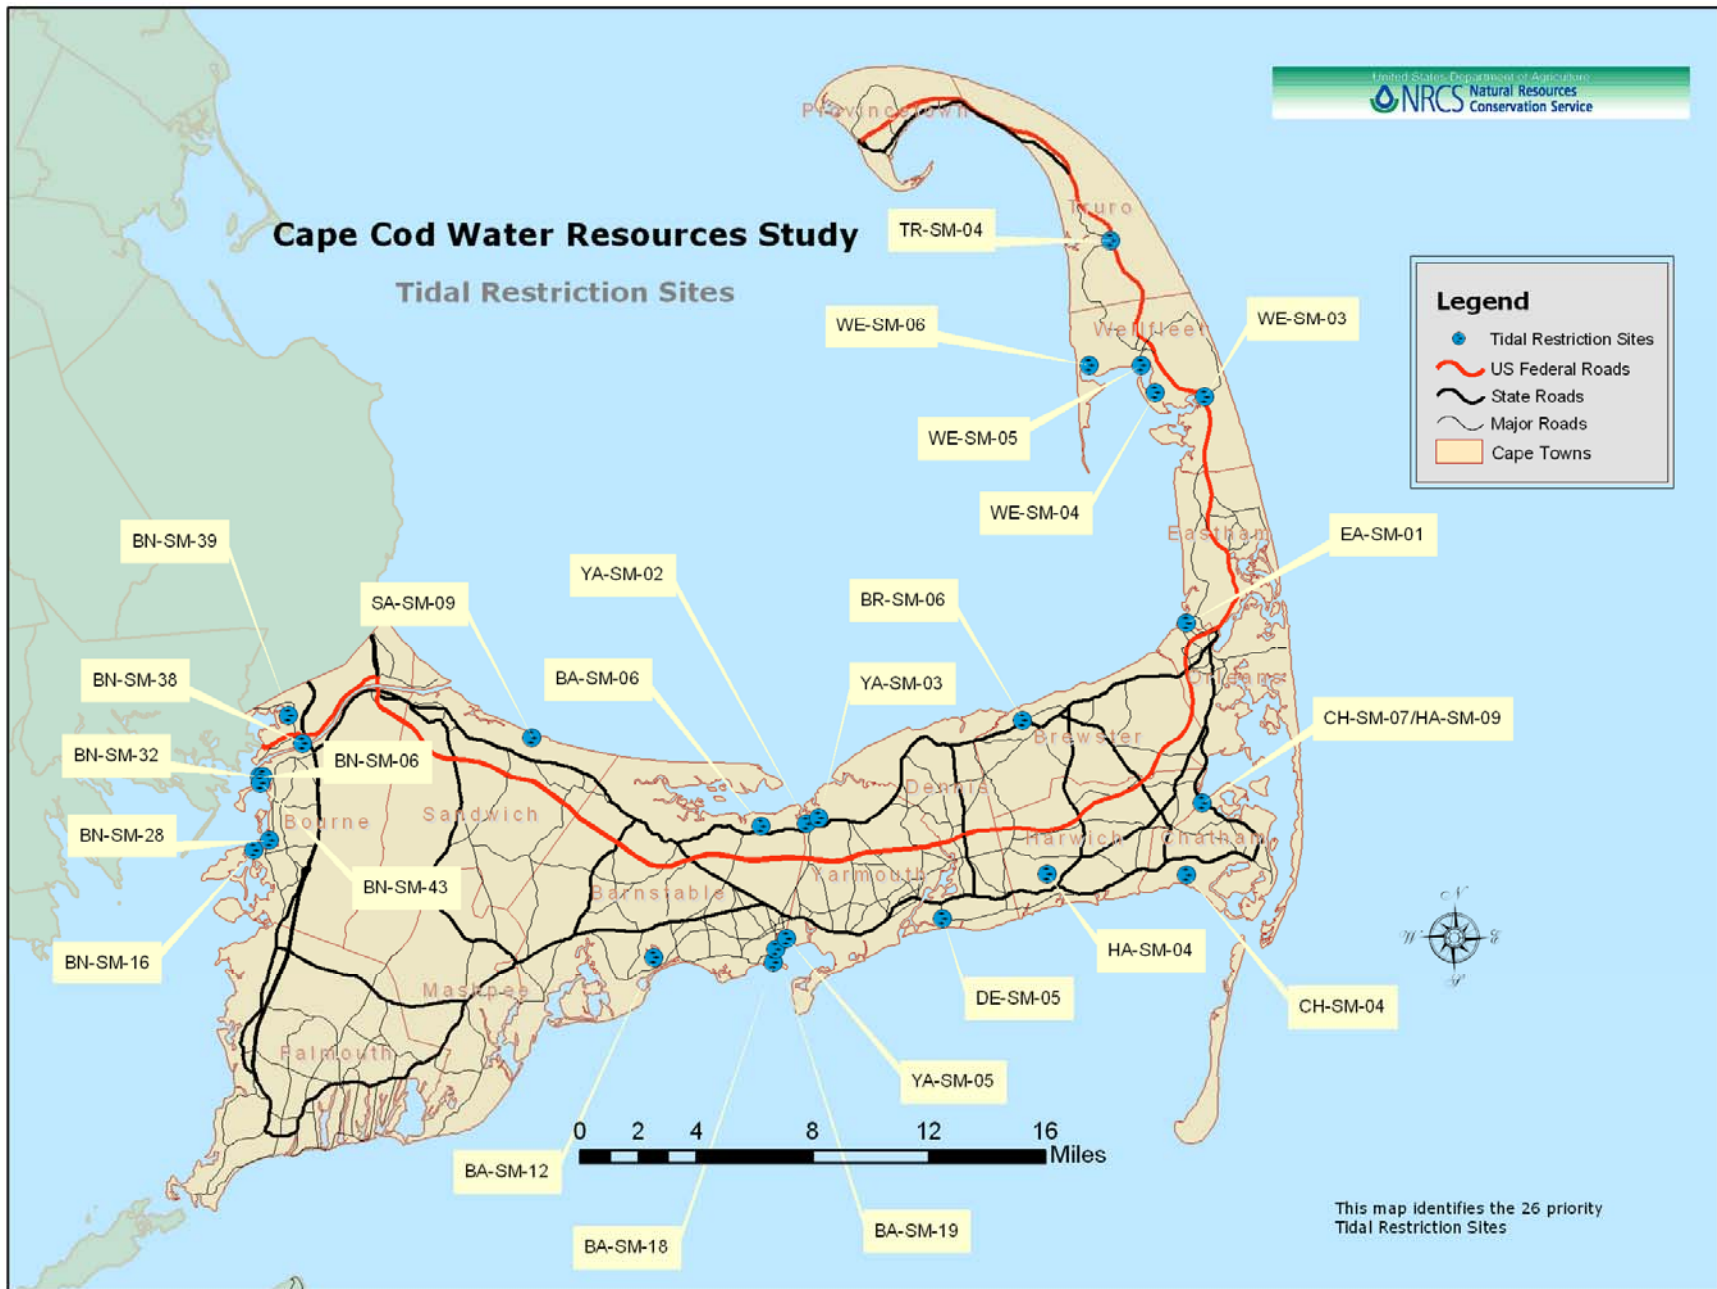 United States Department of Agriculture
NRCS Natural Resources
Conservation Service
Provincetown
Truro
TR-SM-04
Cape Cod Water Resources Study
Tidal Restriction Sites
WE-SM-06
Wellfleet
WE-SM-03
WE-SM-05
WE-SM-04
Legend
Tidal Restriction Sites
US Federal Roads
State Roads
Major Roads
Cape Towns
BN-SM-39
YA-SM-02
Eastham
EA-SM-01
SA-SM-09
BR-SM-06
BN-SM-38
BA-SM-06
YA-SM-03
Orleans
CH-SM-07/HA-SM-09
BN-SM-32
BN-SM-06
Brewster
Dennis
Sandwich
Bourne
BN-SM-28
Harwich
Chatham
BN-SM-43
Barnstable
Yarmouth
BN-SM-16
HA-SM-04
N
W
E
S
Mashpee
DE-SM-05
CH-SM-04
Falmouth
YA-SM-05
0 2 4 8 12 16
Miles
BA-SM-12
BA-SM-18
BA-SM-19
This map identifies the 26 priority
Tidal Restriction Sites